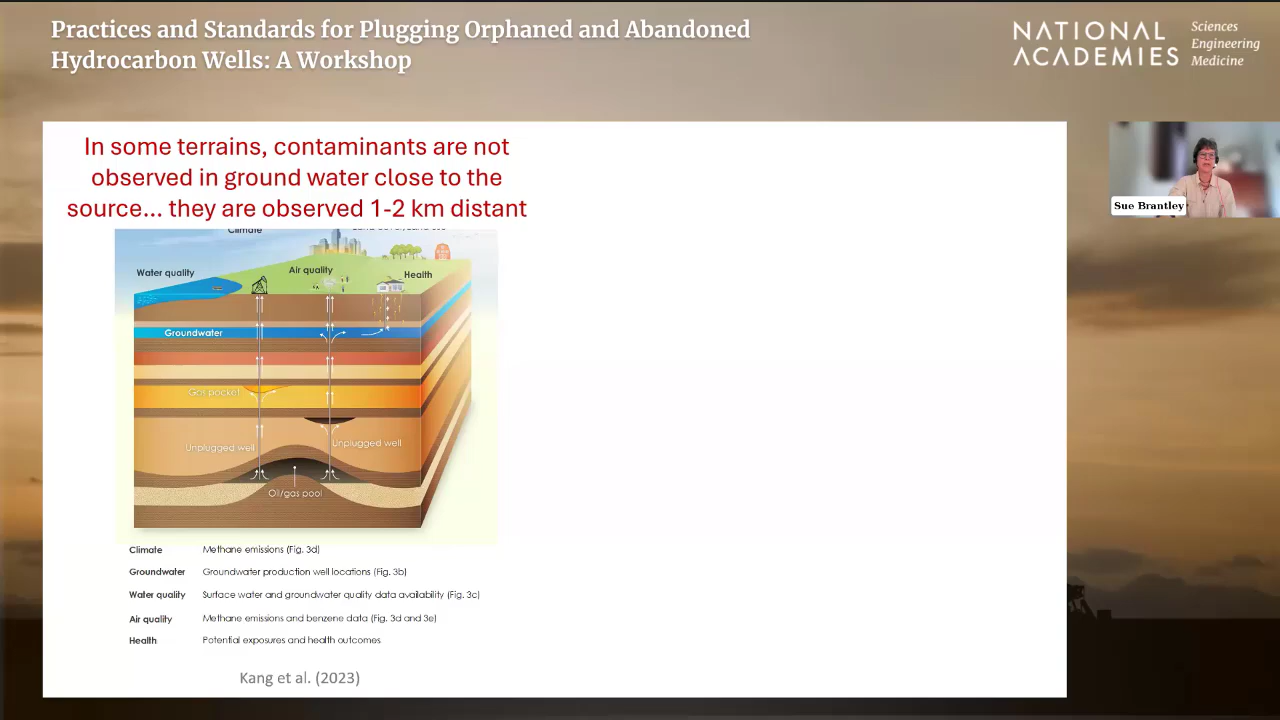 Practices and Standards for Plugging Orphaned and Abandoned
Hydrocarbon Wells: A Workshop
NATIONAL
ACADEMIES
Sciences
Engineering
Medicine
In some terrains, contaminants are not
observed in ground water close to the
source... they are observed 1-2 km distant
Climate
Water quality
Air quality
Health
Groundwater
Gas pocket
Unplugged well
Unplugged well
Oil/gas pool
Climate Methane emissions (Fig. 3d)
Groundwater Groundwater production well locations (Fig. 3b)
Water quality Surface water and groundwater quality data availability (Fig. 3c)
Air quality Methane emissions and benzene data (Fig. 3d and 3e)
Health Potential exposures and health outcomes
Kang et al. (2023)
Sue Brantley